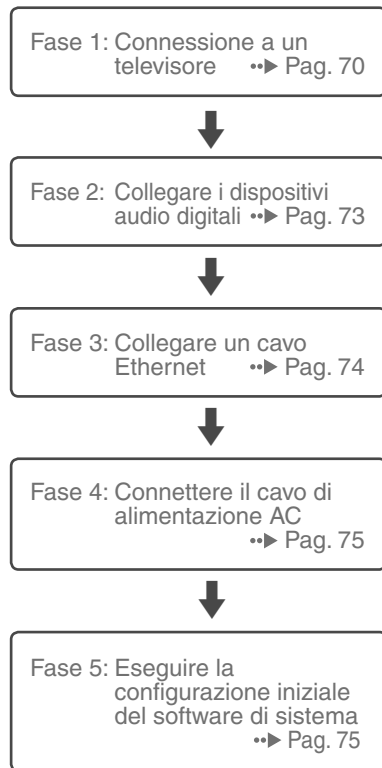 Fase 1: Connessione a un
televisore ••▶ Pag. 70
Fase 2: Collegare i dispositivi
audio digitali ••▶ Pag. 73
Fase 3: Collegare un cavo
Ethernet ••▶ Pag. 74
Fase 4: Connettere il cavo di
alimentazione AC
••▶ Pag. 75
Fase 5: Eseguire la
configurazione iniziale
del software di sistema
••▶ Pag. 75